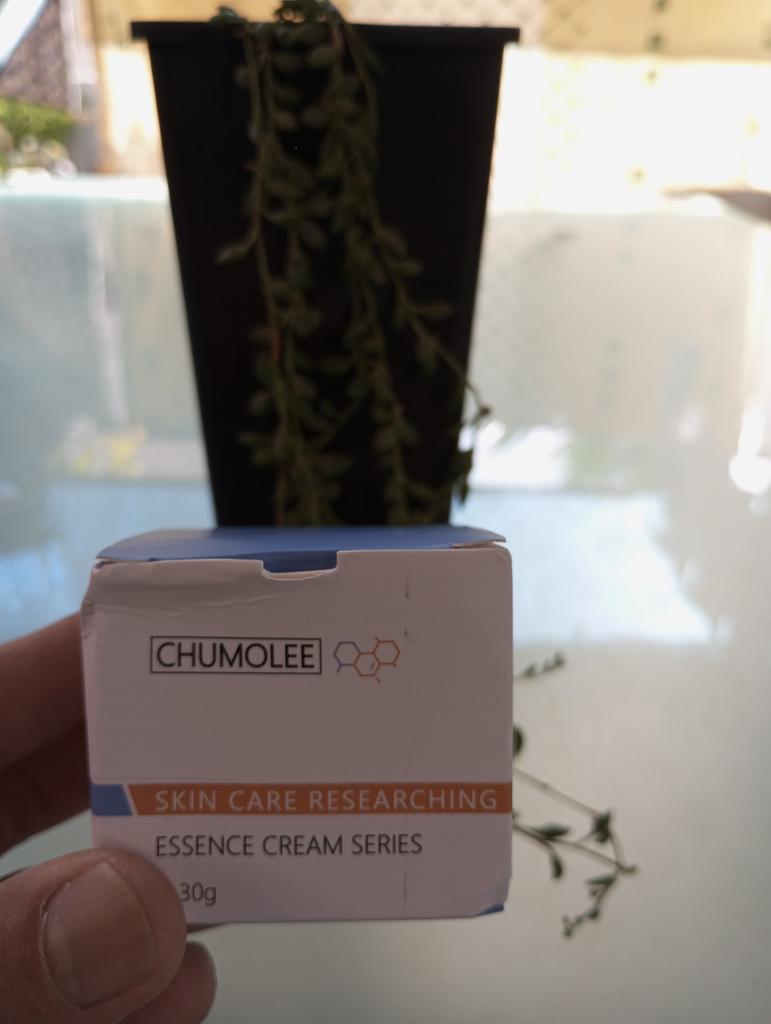 CHUMOLEE
SKIN CARE RESEARCHING
ESSENCE CREAM SERIES
30g